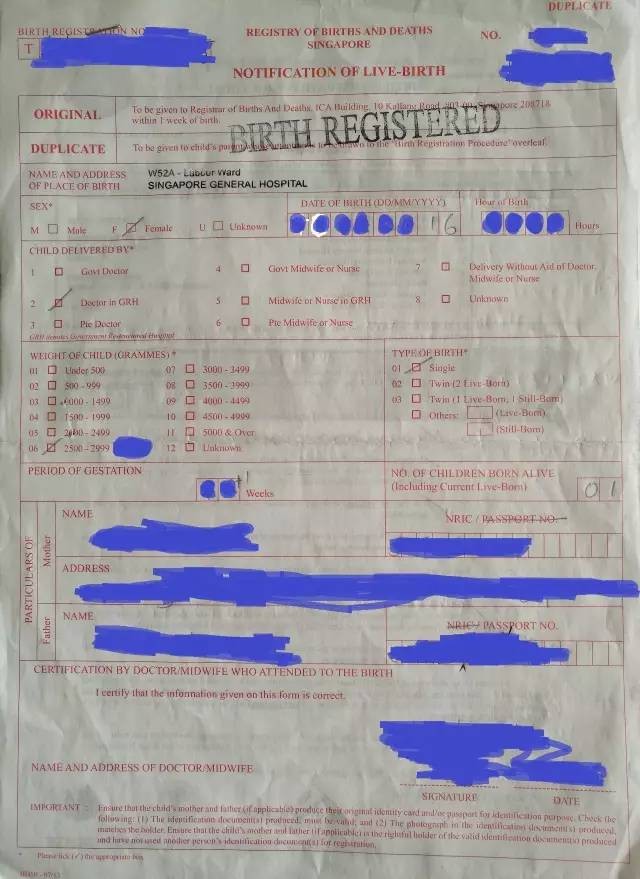 DUPLICATE
BIRTH REGISTRATION NO.
T
REGISTRY OF BIRTHS AND DEATHS
SINGAPORE
NO.
NOTIFICATION OF LIVE-BIRTH
ORIGINAL
To be given to Registrar of Births And Deaths, ICA Building, 10 Kallang Road, Singapore 208718
within 1 week of birth.
BIRTH REGISTERED
DUPLICATE
To be given to child's parent to be drawn to the "Birth Registration Procedure" overleaf.
NAME AND ADDRESS
OF PLACE OF BIRTH
W52A - Labour Ward
SINGAPORE GENERAL HOSPITAL
SEX*
M Male F Female U Unknown
DATE OF BIRTH (DD/MM/YYYY)
16
Hour of Birth
Hours
CHILD DELIVERED BY*
1 Govt Doctor
2 Doctor in GRH
3 Pte Doctor
4 Govt Midwife or Nurse
5 Midwife or Nurse in GRH
6 Pte Midwife or Nurse
7 Delivery Without Aid of Doctor,
Midwife or Nurse
8 Unknown
GRH denotes Government Restructured Hospital
WEIGHT OF CHILD (GRAMMES)*
01 Under 500
02 500 - 999
03 1000 - 1499
04 1500 - 1999
05 2000 - 2499
06 2500 - 2999
07 3000 - 3499
08 3500 - 3999
09 4000 - 4499
10 4500 - 4999
11 5000 & Over
12 Unknown
TYPE OF BIRTH*
01 Single
02 Twin (2 Live-Born)
03 Twin (1 Live-Born, 1 Still-Born)
Others: (Live-Born)
(Still-Born)
PERIOD OF GESTATION
+1
Weeks
NO. OF CHILDREN BORN ALIVE
(Including Current Live-Born)
01
PARTICULARS OF
Mother
NAME
NRIC / PASSPORT NO.
ADDRESS
Father
NAME
NRIC / PASSPORT NO.
CERTIFICATION BY DOCTOR/MIDWIFE WHO ATTENDED TO THE BIRTH
I certify that the information given on this form is correct.
NAME AND ADDRESS OF DOCTOR/MIDWIFE
SIGNATURE
DATE
IMPORTANT : Ensure that the child's mother and father (if applicable) produce their original identity card and/or passport for identification purpose. Check the
following: (1) The identification document(s) produced, must be valid; and (2) The photograph in the identification document(s) produced,
matches the holder. Ensure that the child's mother and father (if applicable) is the rightful holder of the valid identification document(s) produced
and have not used another person's identification document(s) for registration.
* Please tick (✓) the appropriate box